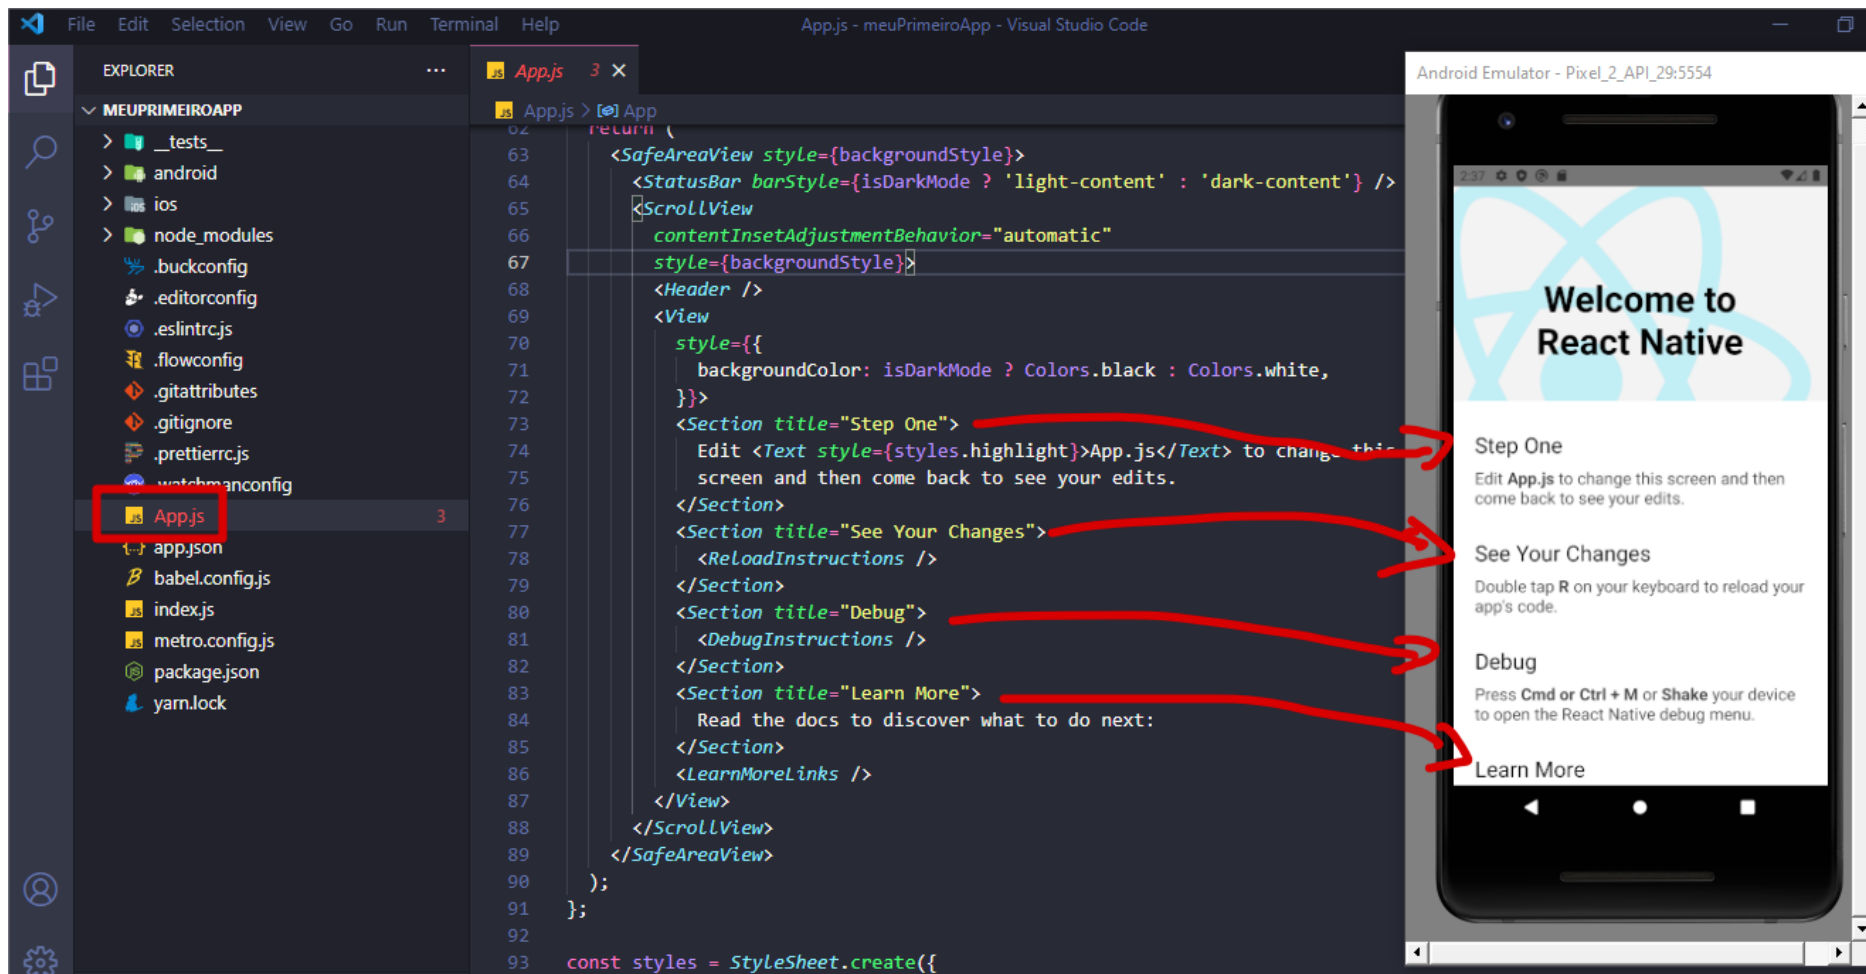 File Edit Selection View Go Run Terminal Help App.js - meuPrimeiroApp - Visual Studio Code
EXPLORER ...
MEUPRIMEIROAPP
__tests__
android
ios
node_modules
.buckconfig
.editorconfig
.eslintrc.js
.flowconfig
.gitattributes
.gitignore
.prettierrc.js
.watchmanconfig
App.js 3
app.json
babel.config.js
index.js
metro.config.js
package.json
yarn.lock
App.js 3
App.js > App
62 return (
63 <SafeAreaView style={backgroundStyle}>
64 <StatusBar barStyle={isDarkMode ? 'light-content' : 'dark-content'} />
65 <ScrollView
66 contentInsetAdjustmentBehavior="automatic"
67 style={backgroundStyle}>
68 <Header />
69 <View
70 style={{
71 backgroundColor: isDarkMode ? Colors.black : Colors.white,
72 }}>
73 <Section title="Step One">
74 Edit <Text style={styles.highlight}>App.js</Text> to change this
75 screen and then come back to see your edits.
76 </Section>
77 <Section title="See Your Changes">
78 <ReloadInstructions />
79 </Section>
80 <Section title="Debug">
81 <DebugInstructions />
82 </Section>
83 <Section title="Learn More">
84 Read the docs to discover what to do next:
85 </Section>
86 <LearnMoreLinks />
87 </View>
88 </ScrollView>
89 </SafeAreaView>
90 );
91 };
92
93 const styles = StyleSheet.create({
Android Emulator - Pixel_2_API_29:5554
2:37
Welcome to
React Native
Step One
Edit App.js to change this screen and then
come back to see your edits.
See Your Changes
Double tap R on your keyboard to reload your
app's code.
Debug
Press Cmd or Ctrl + M or Shake your device
to open the React Native debug menu.
Learn More